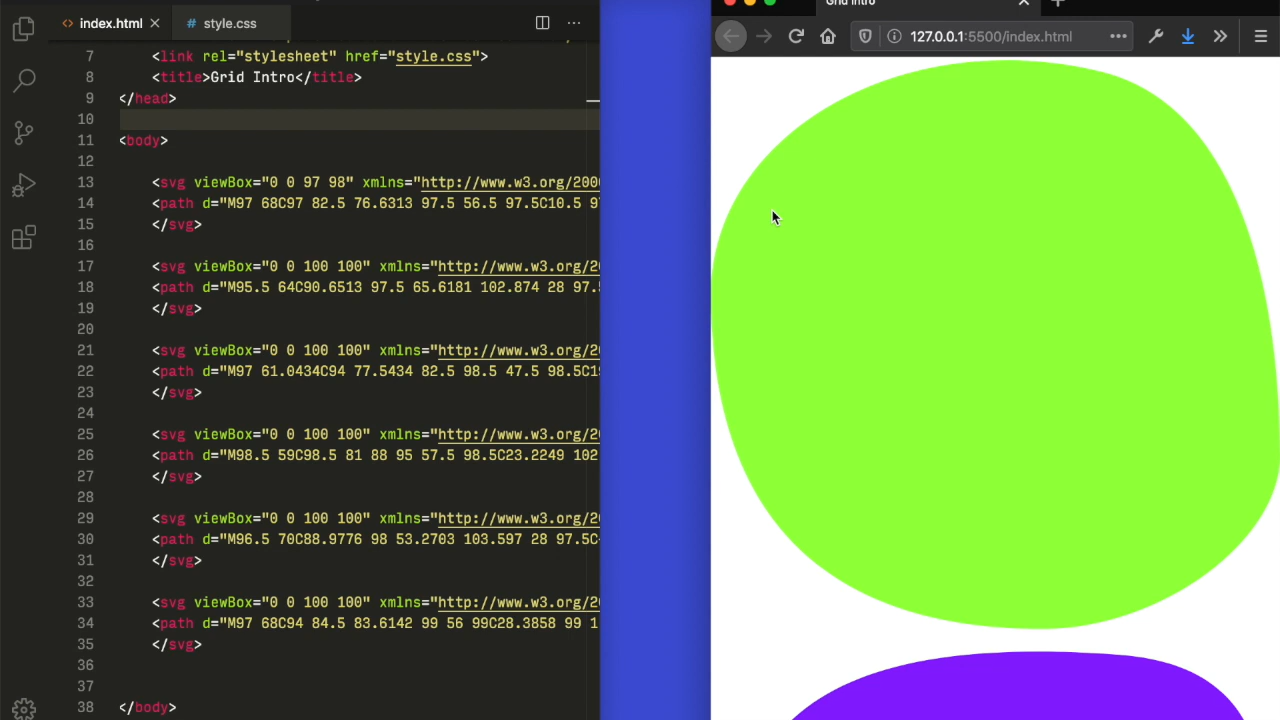 index.html
# style.css
7 <link rel="stylesheet" href="style.css">
8 <title>Grid Intro</title>
9 </head>
10
11 <body>
12
13 <svg viewBox="0 0 97 98" xmlns="http://www.w3.org/200
14 <path d="M97 68C97 82.5 76.6313 97.5 56.5 97.5C10.5 9
15 </svg>
16
17 <svg viewBox="0 0 100 100" xmlns="http://www.w3.org/2
18 <path d="M95.5 64C90.6513 97.5 65.6181 102.874 28 97.
19 </svg>
20
21 <svg viewBox="0 0 100 100" xmlns="http://www.w3.org/2
22 <path d="M97 61.0434C94 77.5434 82.5 98.5 47.5 98.5C1
23 </svg>
24
25 <svg viewBox="0 0 100 100" xmlns="http://www.w3.org/2
26 <path d="M98.5 59C98.5 81 88 95 57.5 98.5C23.2249 102
27 </svg>
28
29 <svg viewBox="0 0 100 100" xmlns="http://www.w3.org/2
30 <path d="M96.5 70C88.9776 98 53.2703 103.597 28 97.5C
31 </svg>
32
33 <svg viewBox="0 0 100 100" xmlns="http://www.w3.org/2
34 <path d="M97 68C94 84.5 83.6142 99 56 99C28.3858 99 1
35 </svg>
36
37
38 </body>
Grid Intro
127.0.0.1:5500/index.html